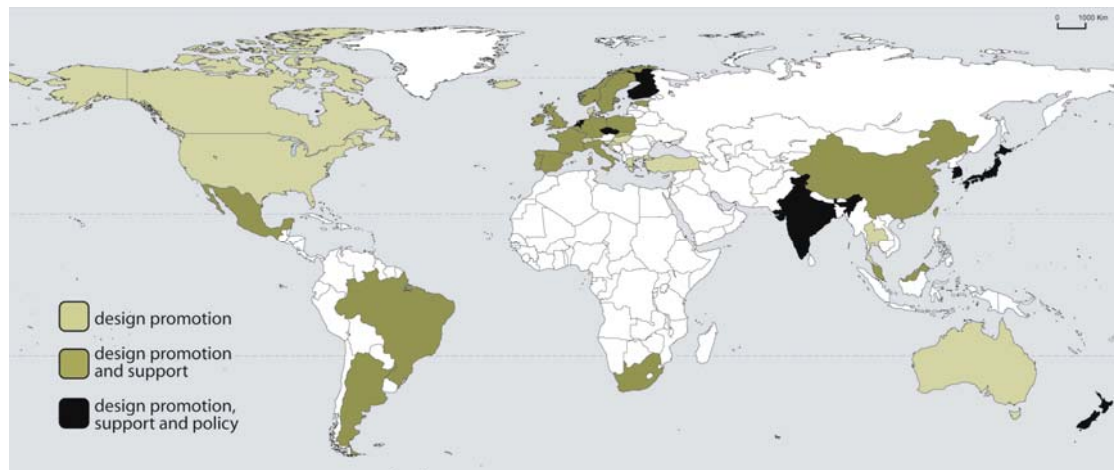 0 1000 Km
design promotion
design promotion
and support
design promotion,
support and policy